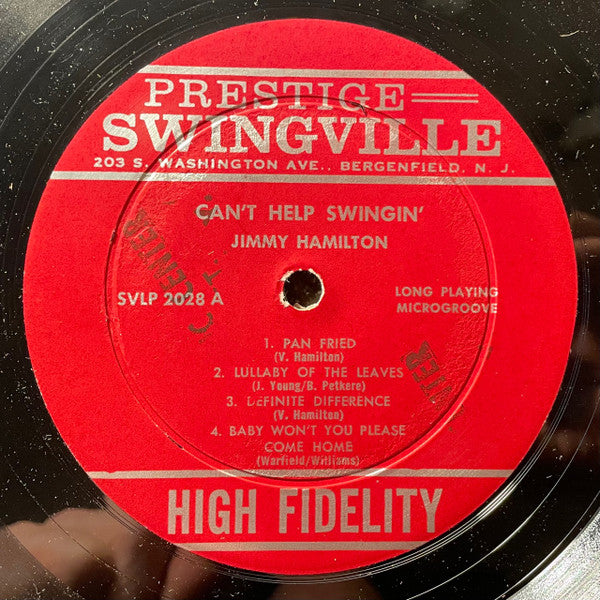 PRESTIGE
SWINGVILLE
203 S. WASHINGTON AVE., BERGENFIELD, N. J.
CAN'T HELP SWINGIN'
JIMMY HAMILTON
SVLP 2028 A
LONG PLAYING
MICROGROOVE
1. PAN FRIED
(V. Hamilton)
2. LULLABY OF THE LEAVES
(J. Young/B. Petkere)
3. DEFINITE DIFFERENCE
(V. Hamilton)
4. BABY WON'T YOU PLEASE
COME HOME
(Warfield/Williams)
HIGH FIDELITY